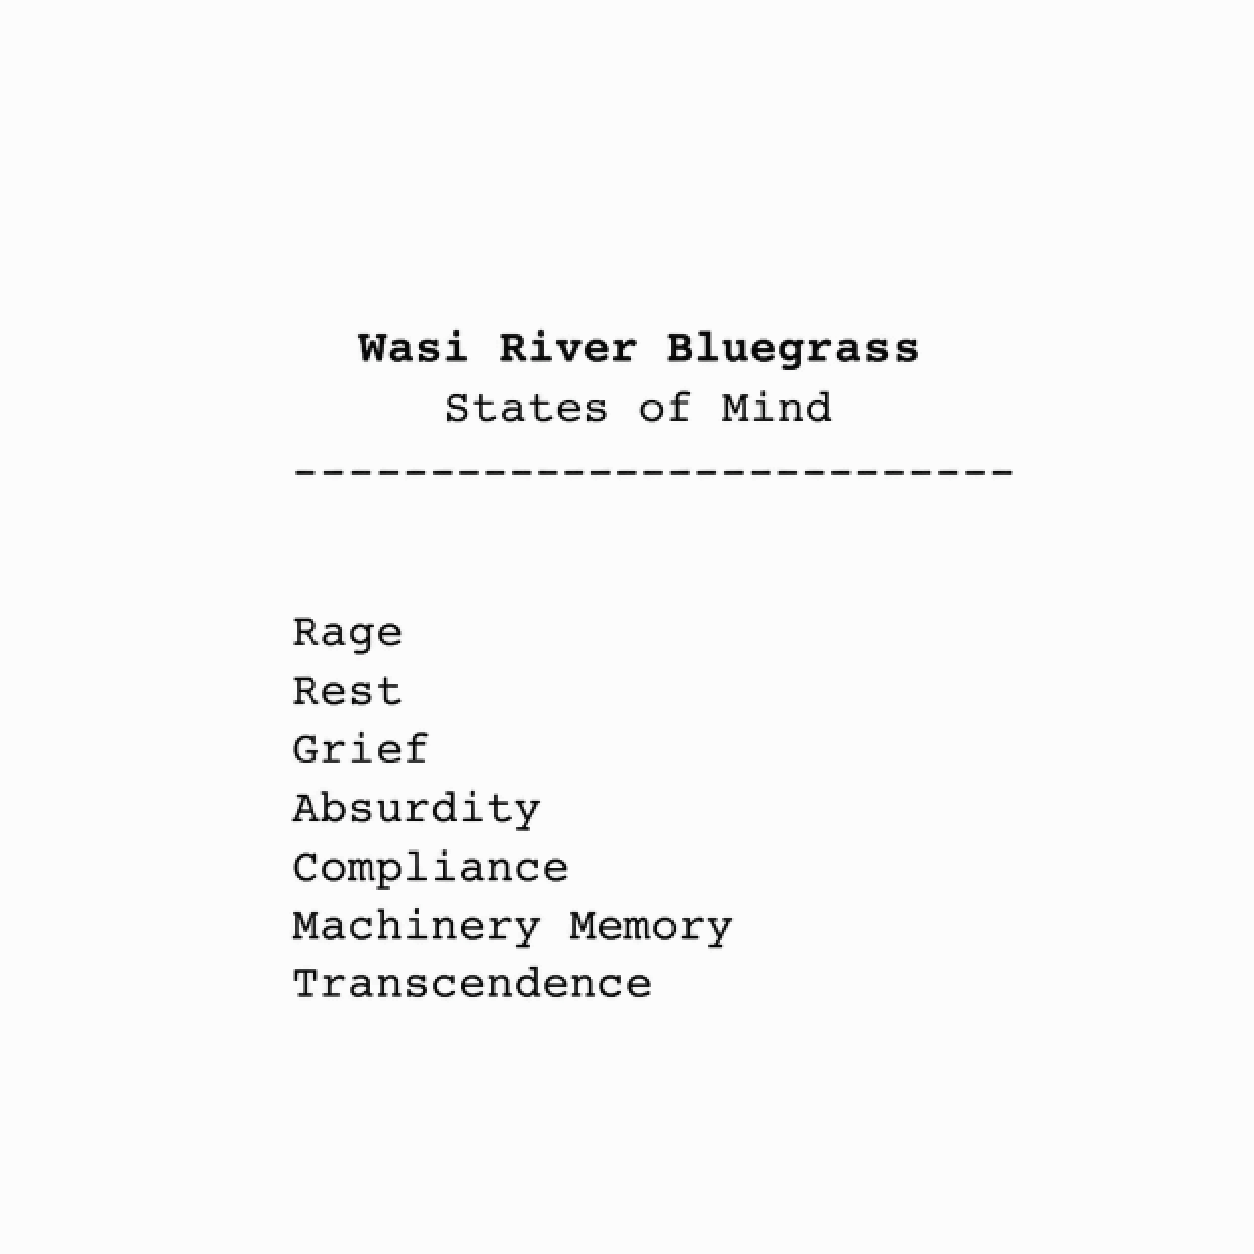 Wasi River Bluegrass
States of Mind
---------------------------
Rage
Rest
Grief
Absurdity
Compliance
Machinery Memory
Transcendence